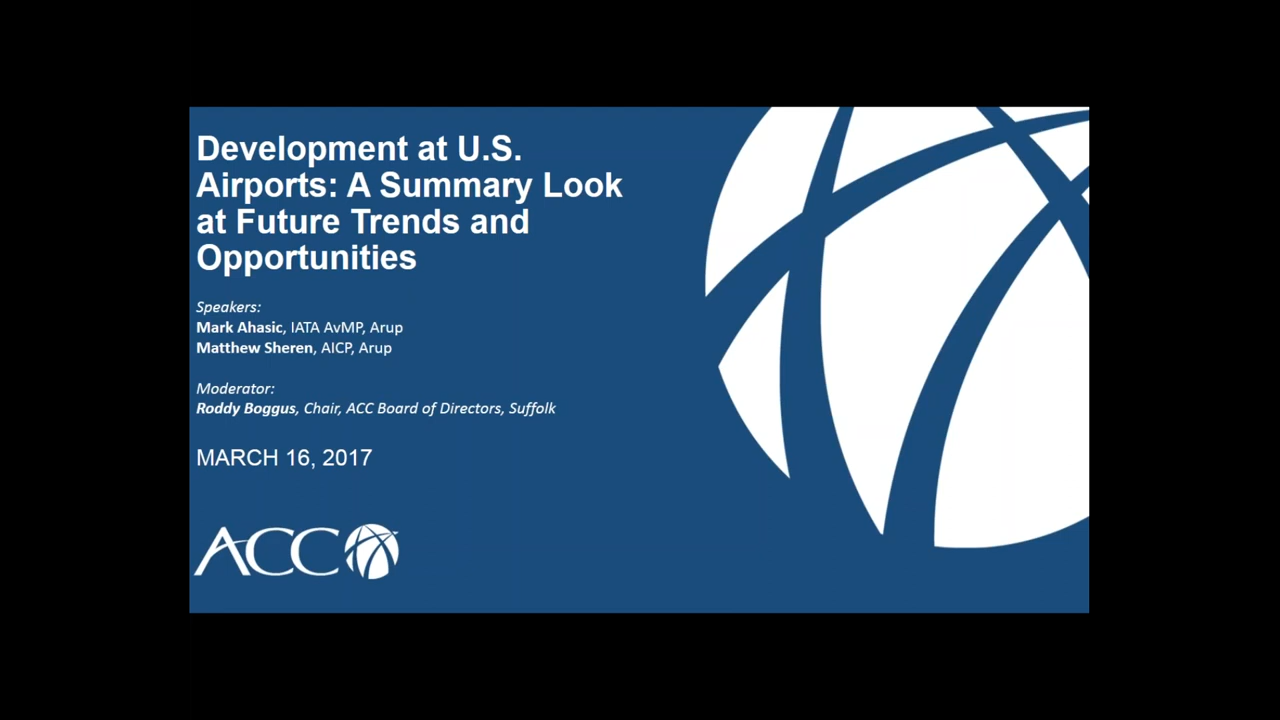 Development at U.S.
Airports: A Summary Look
at Future Trends and
Opportunities
Speakers:
Mark Ahasic, IATA AvMP, Arup
Matthew Sheren, AICP, Arup
Moderator:
Roddy Boggus, Chair, ACC Board of Directors, Suffolk
MARCH 16, 2017
ACC